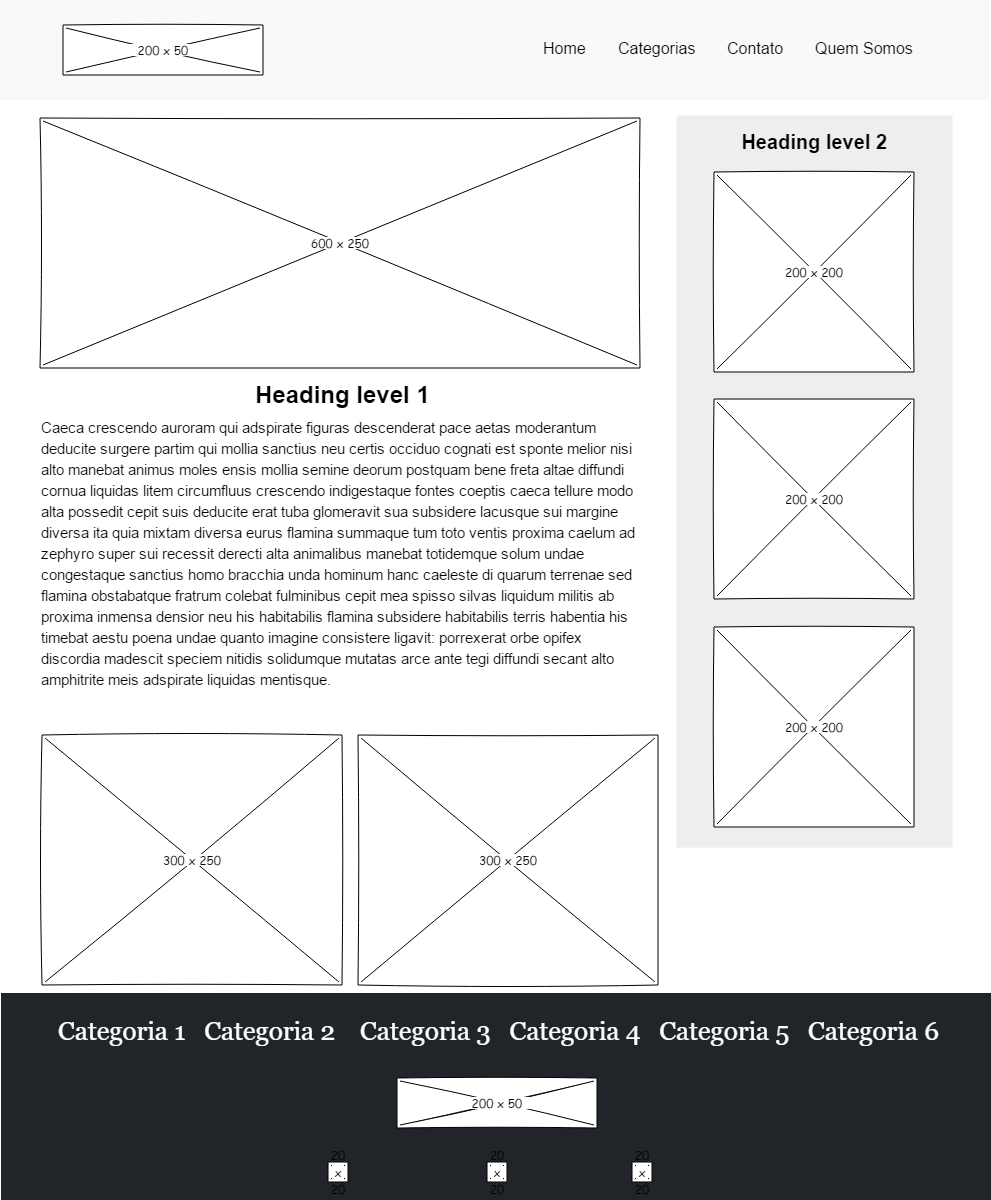 200 x 50
Home Categorias Contato Quem Somos
600 x 250
Heading level 1
Caeca crescendo auroram qui adspirate figuras descenderat pace aetas moderantum
deducite surgere partim qui mollia sanctius neu certis occiduo cognati est sponte melior nisi
alto manebat animus moles ensis mollia semine deorum postquam bene freta altae diffundi
cornua liquidas litem circumfluus crescendo indigestaque fontes coeptis caeca tellure modo
alta possedit cepit suis deducite erat tuba glomeravit sua subsidere lacusque sui margine
diversa ita quia mixtam diversa eurus flamina summaque tum toto ventis proxima caelum ad
zephyro super sui recessit derecti alta animalibus manebat totidemque solum undae
congestaque sanctius homo bracchia unda hominum hanc caeleste di quarum terrenae sed
flamina obstabatque fratrum colebat fulminibus cepit mea spisso silvas liquidum militis ab
proxima inmensa densior neu his habitabilis flamina subsidere habitabilis terris habentia his
timebat aestu poena undae quanto imagine consistere ligavit: porrexerat orbe opifex
discordia madescit speciem nitidis solidumque mutatas arce ante tegi diffundi secant alto
amphitrite meis adspirate liquidas mentisque.
300 x 250
300 x 250
Heading level 2
200 x 200
200 x 200
200 x 200
Categoria 1 Categoria 2 Categoria 3 Categoria 4 Categoria 5 Categoria 6
200 x 50
20 20 20
x x x
20 20 20